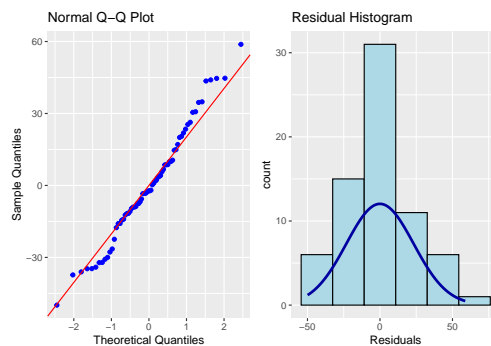 Normal Q−Q Plot
60
30
0
−30
−2
−1
0
1
2
Sample Quantiles
Theoretical Quantiles
Residual Histogram
30
20
10
0
−50
0
50
count
Residuals